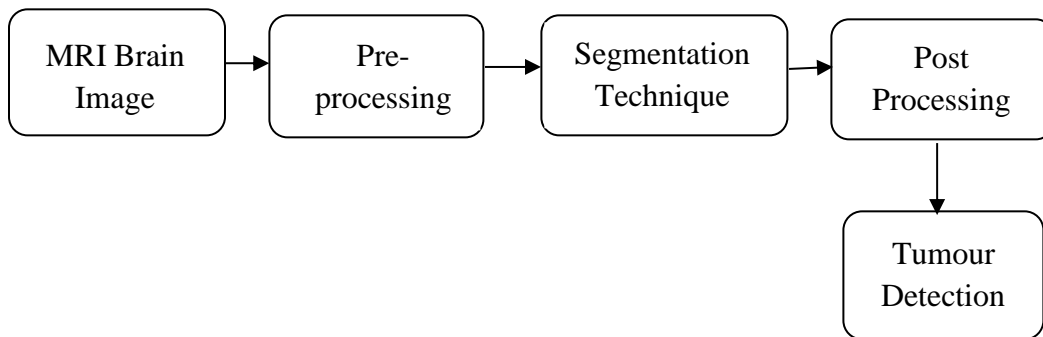 MRI Brain
Image
Pre-
processing
Segmentation
Technique
Post
Processing
Tumour
Detection